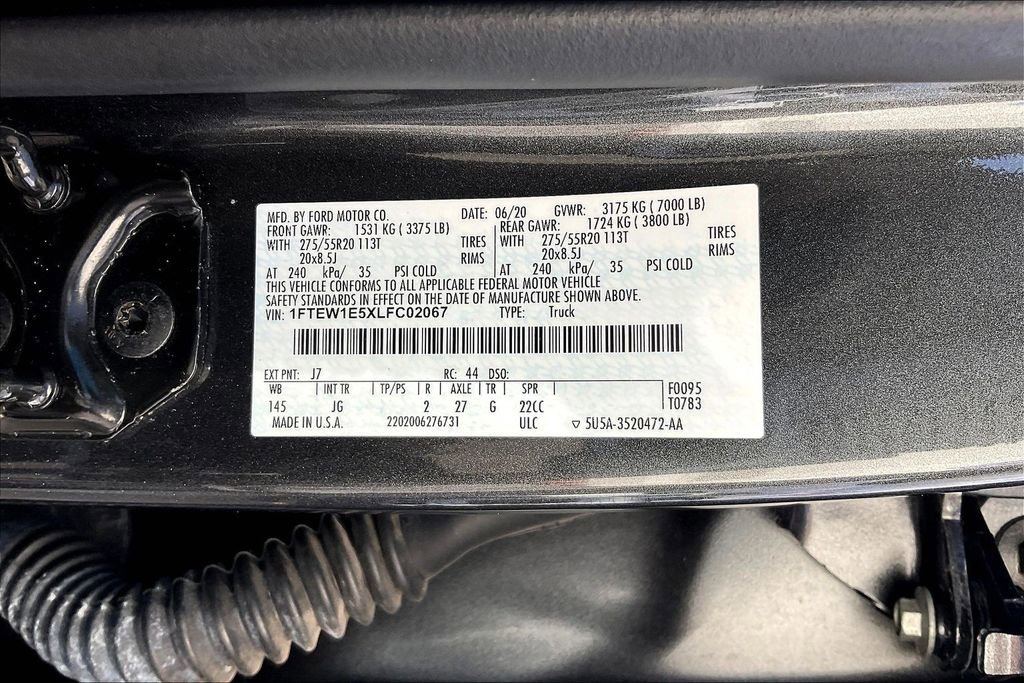 MFD. BY FORD MOTOR CO. DATE: 06/20 GVWR: 3175 KG ( 7000 LB)
FRONT GAWR: 1531 KG ( 3375 LB) REAR GAWR: 1724 KG ( 3800 LB)
WITH 275/55R20 113T TIRES WITH 275/55R20 113T TIRES
20x8.5J RIMS 20x8.5J RIMS
AT 240 kPa/ 35 PSI COLD AT 240 kPa/ 35 PSI COLD
THIS VEHICLE CONFORMS TO ALL APPLICABLE FEDERAL MOTOR VEHICLE
SAFETY STANDARDS IN EFFECT ON THE DATE OF MANUFACTURE SHOWN ABOVE.
VIN: 1FTEW1E5XLFC02067 TYPE: Truck
EXT PNT: J7 RC: 44 DSO:
WB INT TR TP/PS R AXLE TR SPR F0095
145 JG 2 27 G 22CC T0783
MADE IN U.S.A. 2202006276731 ULC ▽ 5U5A-3520472-AA